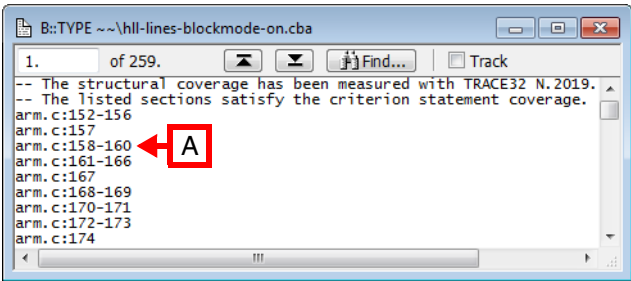 B::TYPE ~~\hll-lines-blockmode-on.cba
1. of 259. Find... Track
-- The structural coverage has been measured with TRACE32 N.2019.
-- The listed sections satisfy the criterion statement coverage.
arm.c:152-156
arm.c:157
arm.c:158-160 A
arm.c:161-166
arm.c:167
arm.c:168-169
arm.c:170-171
arm.c:172-173
arm.c:174